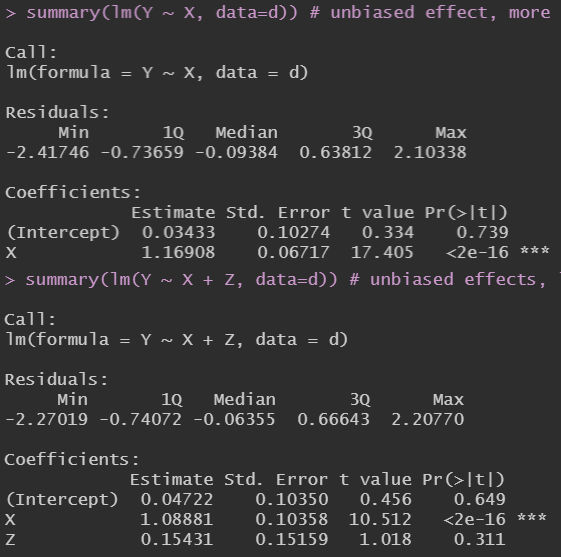 > summary(lm(Y ~ X, data=d)) # unbiased effect, more
Call:
lm(formula = Y ~ X, data = d)
Residuals:
     Min       1Q   Median       3Q      Max
-2.41746 -0.73659 -0.09384  0.63812  2.10338
Coefficients:
            Estimate Std. Error t value Pr(>|t|)
(Intercept)  0.03433    0.10274   0.334    0.739
X            1.16908    0.06717  17.405   <2e-16 ***
> summary(lm(Y ~ X + Z, data=d)) # unbiased effects,
Call:
lm(formula = Y ~ X + Z, data = d)
Residuals:
     Min       1Q   Median       3Q      Max
-2.27019 -0.74072 -0.06355  0.66643  2.20770
Coefficients:
            Estimate Std. Error t value Pr(>|t|)
(Intercept)  0.04722    0.10350   0.456    0.649
X            1.08881    0.10358  10.512   <2e-16 ***
Z            0.15431    0.15159   1.018    0.311